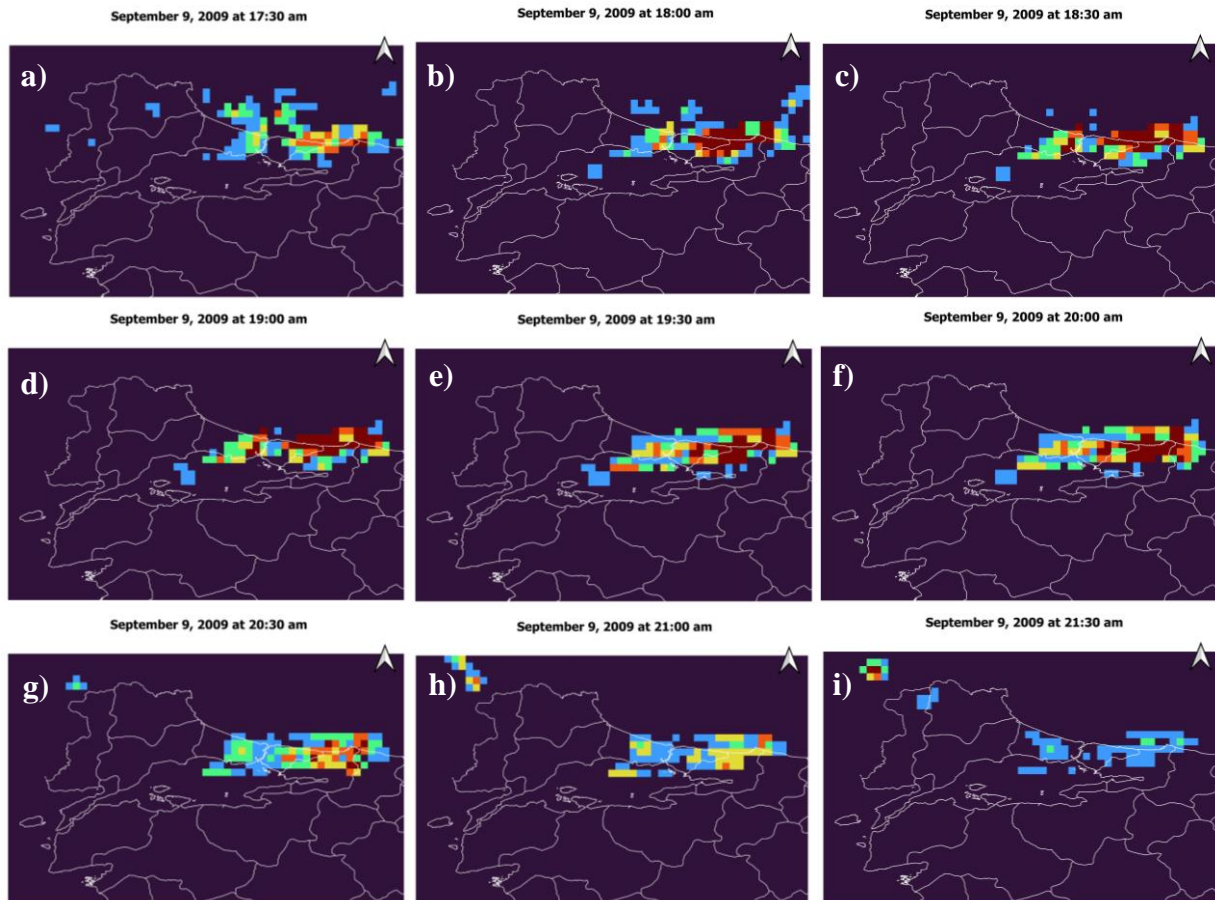 September 9, 2009 at 17:30 am
September 9, 2009 at 18:00 am
September 9, 2009 at 18:30 am
a)
b)
c)
September 9, 2009 at 19:00 am
September 9, 2009 at 19:30 am
September 9, 2009 at 20:00 am
d)
e)
f)
September 9, 2009 at 20:30 am
September 9, 2009 at 21:00 am
September 9, 2009 at 21:30 am
g)
h)
i)